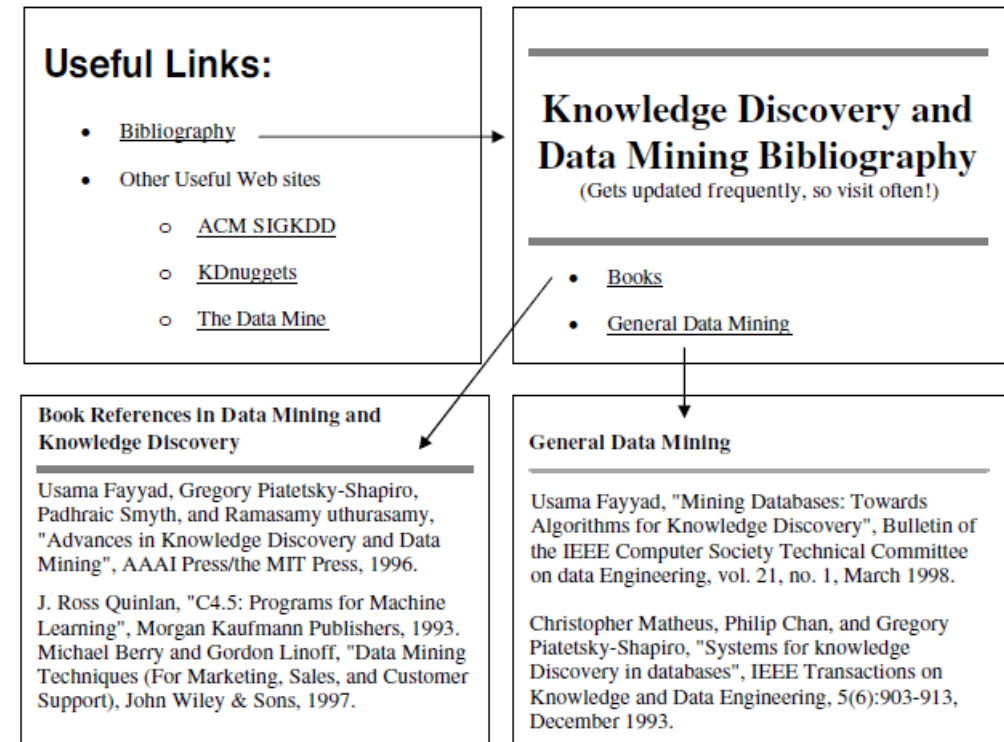 Useful Links:
• Bibliography
• Other Useful Web sites
o ACM SIGKDD
o KDnuggets
o The Data Mine
Knowledge Discovery and
Data Mining Bibliography
(Gets updated frequently, so visit often!)
• Books
• General Data Mining
Book References in Data Mining and
Knowledge Discovery
Usama Fayyad, Gregory Piatetsky-Shapiro,
Padhraic Smyth, and Ramasamy uthurasamy,
"Advances in Knowledge Discovery and Data
Mining", AAAI Press/the MIT Press, 1996.
J. Ross Quinlan, "C4.5: Programs for Machine
Learning", Morgan Kaufmann Publishers, 1993.
Michael Berry and Gordon Linoff, "Data Mining
Techniques (For Marketing, Sales, and Customer
Support), John Wiley & Sons, 1997.
General Data Mining
Usama Fayyad, "Mining Databases: Towards
Algorithms for Knowledge Discovery", Bulletin of
the IEEE Computer Society Technical Committee
on data Engineering, vol. 21, no. 1, March 1998.
Christopher Matheus, Philip Chan, and Gregory
Piatetsky-Shapiro, "Systems for knowledge
Discovery in databases", IEEE Transactions on
Knowledge and Data Engineering, 5(6):903-913,
December 1993.